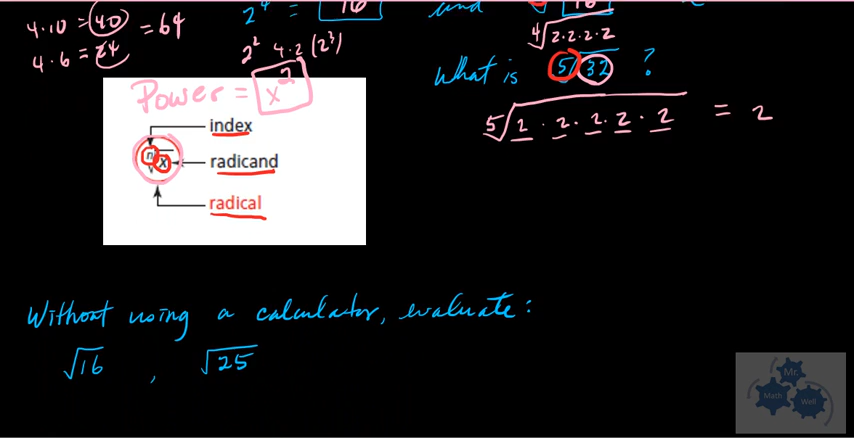 4·10 = 40 = 64
4·6 = 24
2⁴ = 16
2² 4·2 (2³)
and
16
⁴√2·2·2·2
What is ⁵√32 ?
⁵√2·2·2·2·2 = 2
Power = x²
index
ⁿ√x
radicand
radical
Without using a calculator, evaluate:
√16 , √25
Mr.
Math
Well